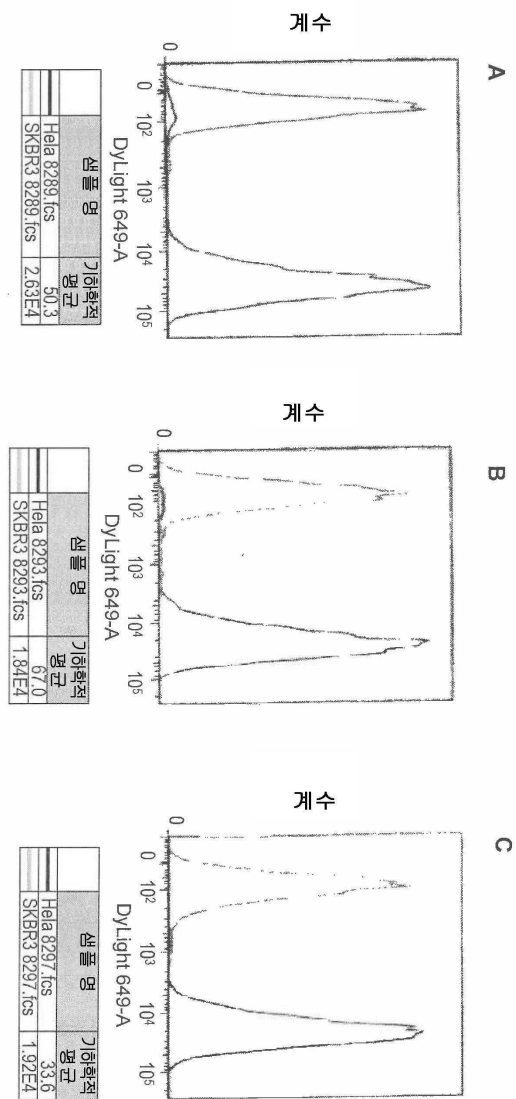 A
계수
0
0 10² 10³ 10⁴ 10⁵
DyLight 649-A
샘플 명 기하학적 평균
Hela 8289.fcs 50.3
SKBR3 8289.fcs 2.63E4
B
계수
0
0 10² 10³ 10⁴ 10⁵
DyLight 649-A
샘플 명 기하학적 평균
Hela 8293.fcs 67.0
SKBR3 8293.fcs 1.84E4
C
계수
0
0 10² 10³ 10⁴ 10⁵
DyLight 649-A
샘플 명 기하학적 평균
Hela 8297.fcs 33.6
SKBR3 8297.fcs 1.92E4